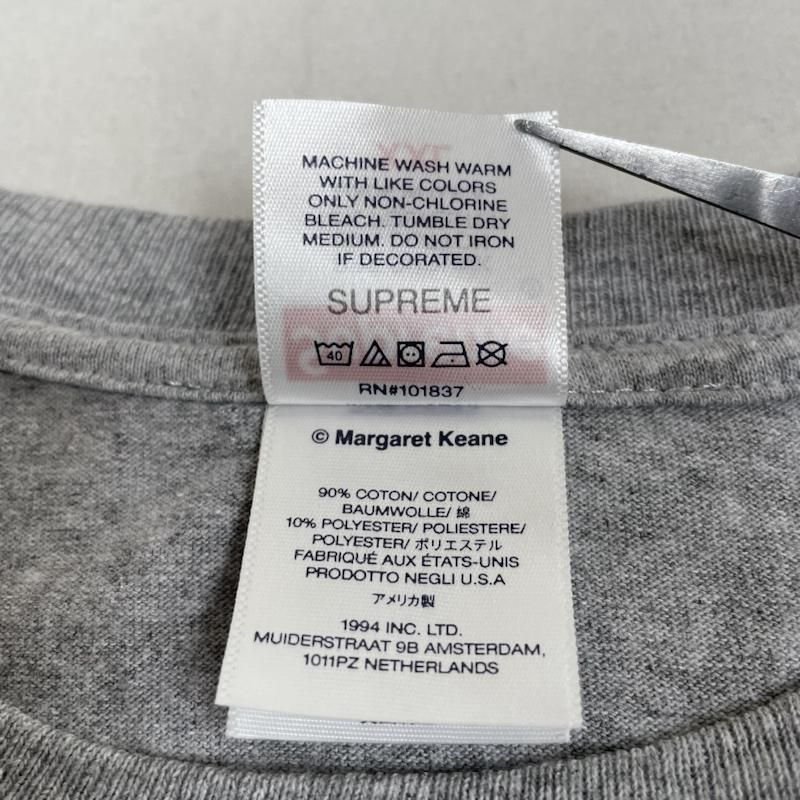 MACHINE WASH WARM
WITH LIKE COLORS
ONLY NON-CHLORINE
BLEACH. TUMBLE DRY
MEDIUM. DO NOT IRON
IF DECORATED.
SUPREME
40
RN#101837
© Margaret Keane
90% COTON/ COTONE/
BAUMWOLLE/ 綿
10% POLYESTER/ POLIESTERE/
POLYESTER/ ポリエステル
FABRIQUÉ AUX ÉTATS-UNIS
PRODOTTO NEGLI U.S.A
アメリカ製
1994 INC. LTD.
MUIDERSTRAAT 9B AMSTERDAM,
1011PZ NETHERLANDS